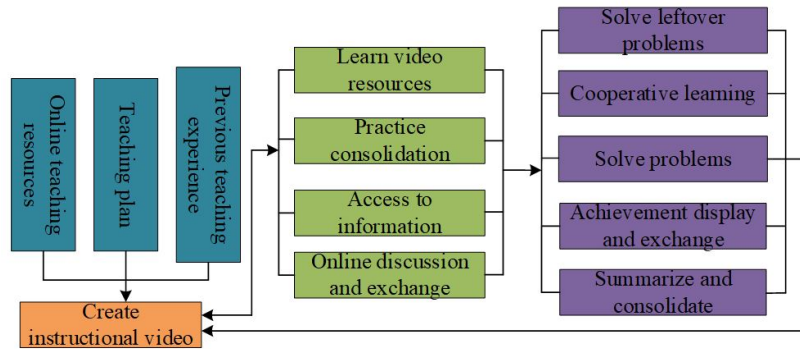 Online teaching
resources
Teaching plan
Previous teaching
experience
Create
instructional video
Learn video
resources
Practice
consolidation
Access to
information
Online discussion
and exchange
Solve leftover
problems
Cooperative learning
Solve problems
Achievement display
and exchange
Summarize and
consolidate